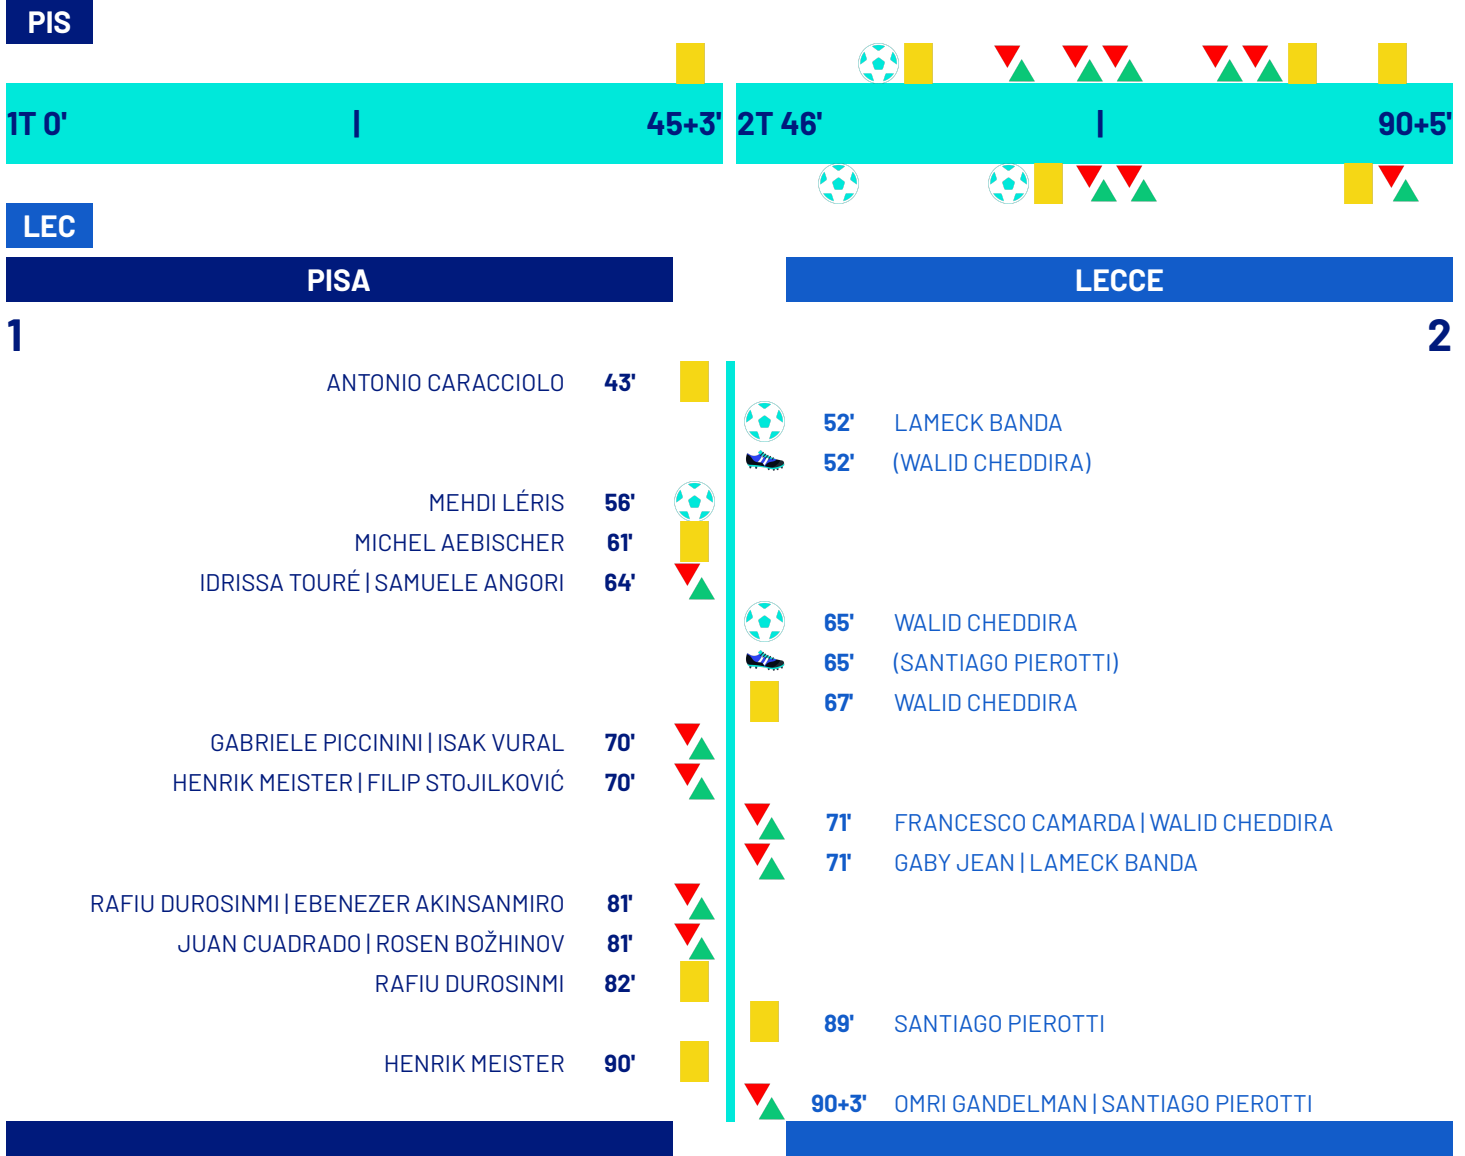 PIS
1T 0' | 45+3' 2T 46' | 90+5'
LEC
PISA LECCE
1 2
ANTONIO CARACCIOLO 43'
52' LAMECK BANDA
52' (WALID CHEDDIRA)
MEHDI LÉRIS 56'
MICHEL AEBISCHER 61'
IDRISSA TOURÉ | SAMUELE ANGORI 64'
65' WALID CHEDDIRA
65' (SANTIAGO PIEROTTI)
67' WALID CHEDDIRA
GABRIELE PICCININI | ISAK VURAL 70'
HENRIK MEISTER | FILIP STOJILKOVIĆ 70'
71' FRANCESCO CAMARDA | WALID CHEDDIRA
71' GABY JEAN | LAMECK BANDA
RAFIU DUROSINMI | EBENEZER AKINSANMIRO 81'
JUAN CUADRADO | ROSEN BOŽHINOV 81'
RAFIU DUROSINMI 82'
89' SANTIAGO PIEROTTI
HENRIK MEISTER 90'
90+3' OMRI GANDELMAN | SANTIAGO PIEROTTI